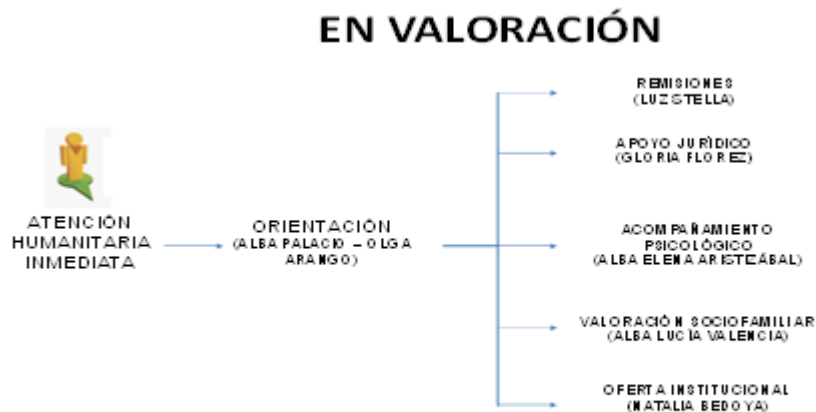 EN VALORACIÓN
ATENCIÓN
HUMANITARIA
INMEDIATA
ORIENTACIÓN
(ALBA PALACIO – OLGA
ARANGO)
REMISIONES
(LUZ STELLA)
APOYO JURÍDICO
(GLORIA FLOREZ)
ACOMPAÑAMIENTO
PSICOLÓGICO
(ALBA ELENA ARISTIZÁBAL)
VALORACIÓN SOCIOFAMILIAR
(ALBA LUCÍA VALENCIA)
OFERTA INSTITUCIONAL
(NATALIA BEDOYA)